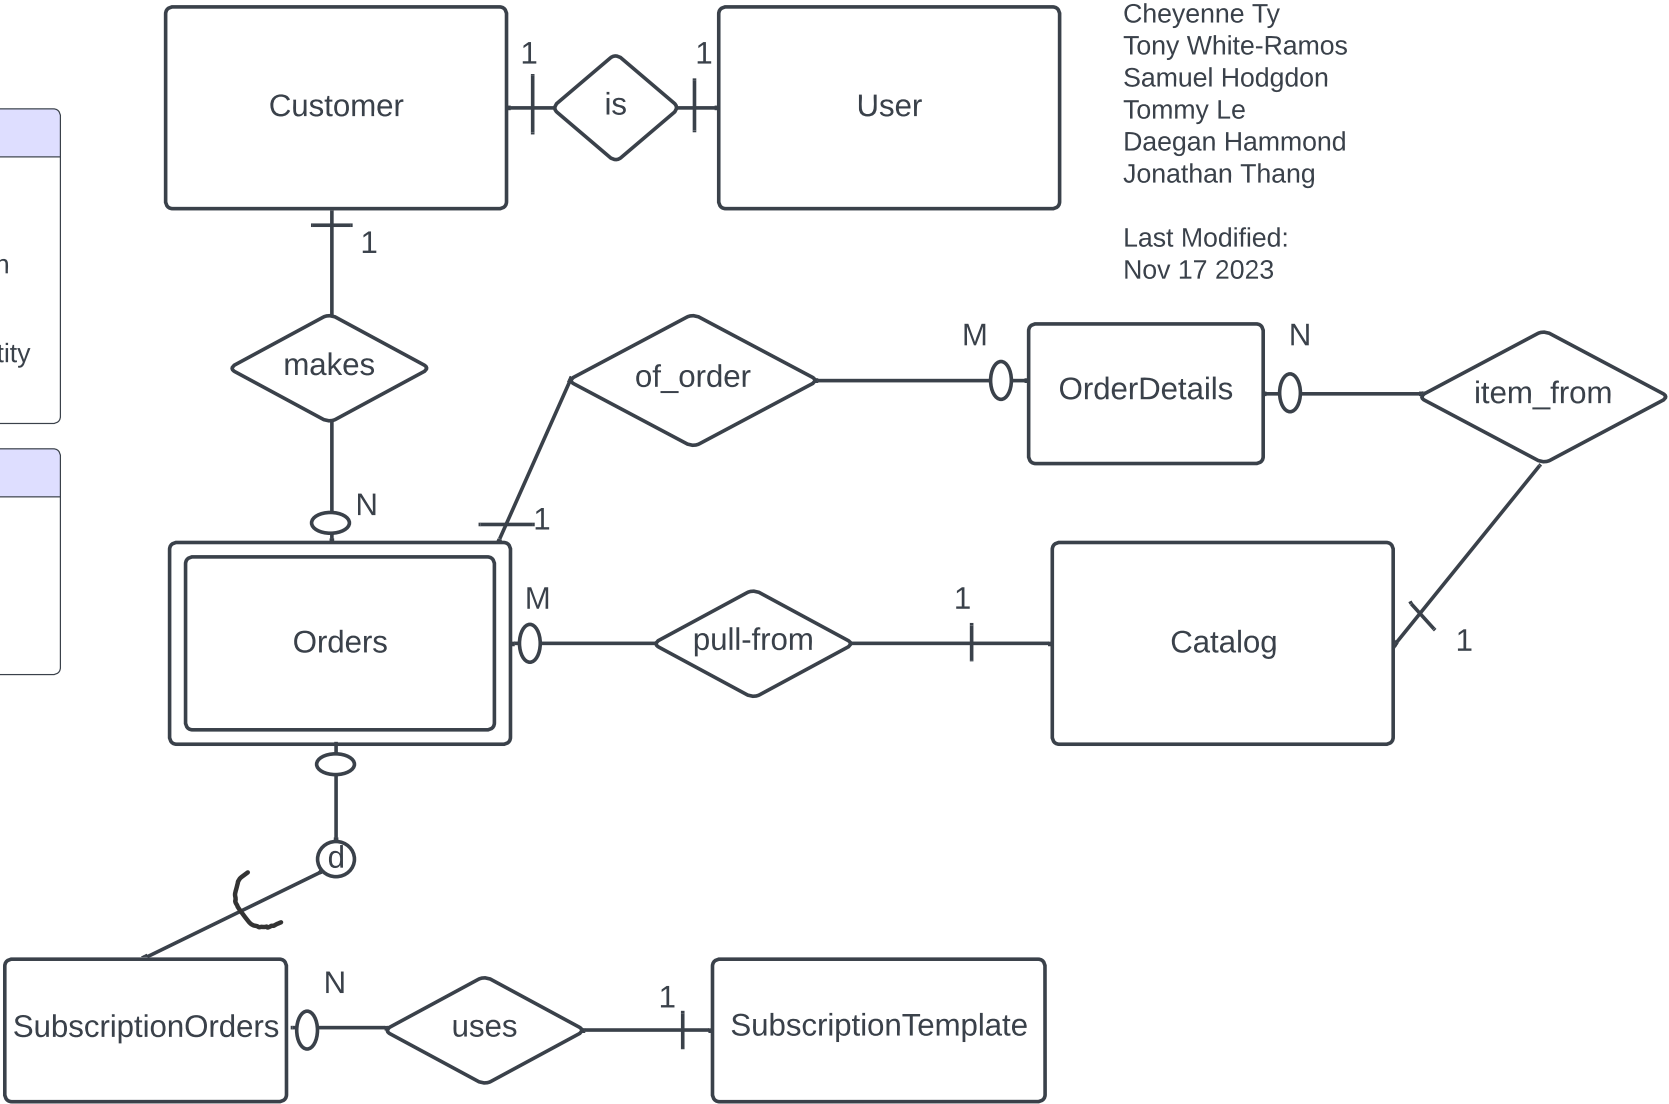 Cheyenne Ty
Tony White-Ramos
Samuel Hodgdon
Tommy Le
Daegan Hammond
Jonathan Thang
Last Modified:
Nov 17 2023
1
1
Customer
is
User
1
makes
of_order
M
OrderDetails
N
item_from
N
1
Orders
M
pull-from
1
Catalog
1
d
SubscriptionOrders
N
uses
1
SubscriptionTemplate